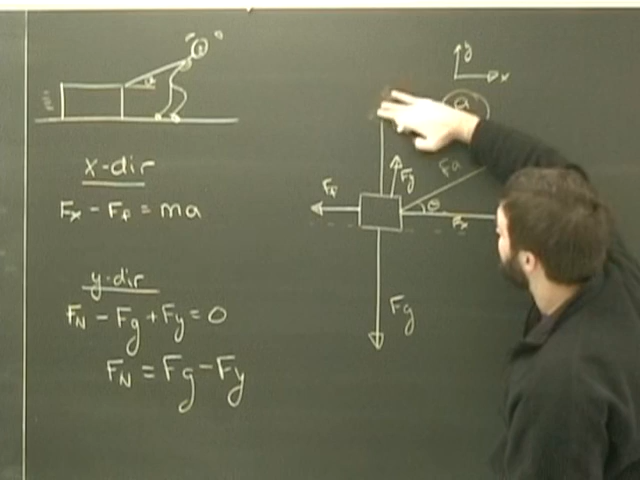 x-dir
Fx - Ff = ma
y-dir
FN - Fg + Fy = 0
FN = Fg - Fy
y
x
a
Fa
Fy
Ff
θ
Fx
Fg